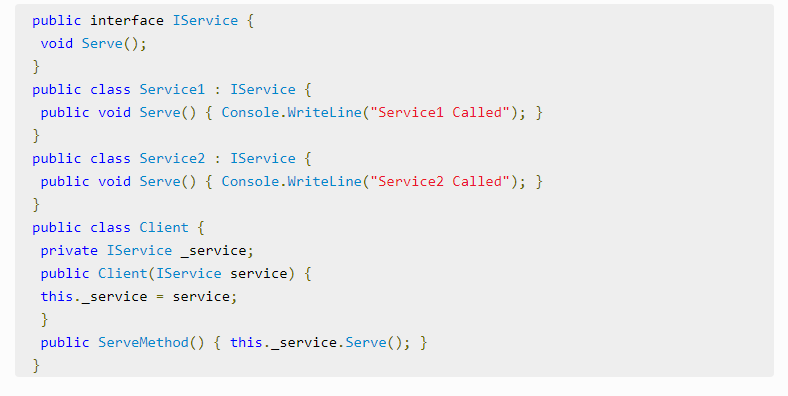 public interface IService {
 void Serve();
}
public class Service1 : IService {
 public void Serve() { Console.WriteLine("Service1 Called"); }
}
public class Service2 : IService {
 public void Serve() { Console.WriteLine("Service2 Called"); }
}
public class Client {
 private IService _service;
 public Client(IService service) {
 this._service = service;
 }
 public ServeMethod() { this._service.Serve(); }
}